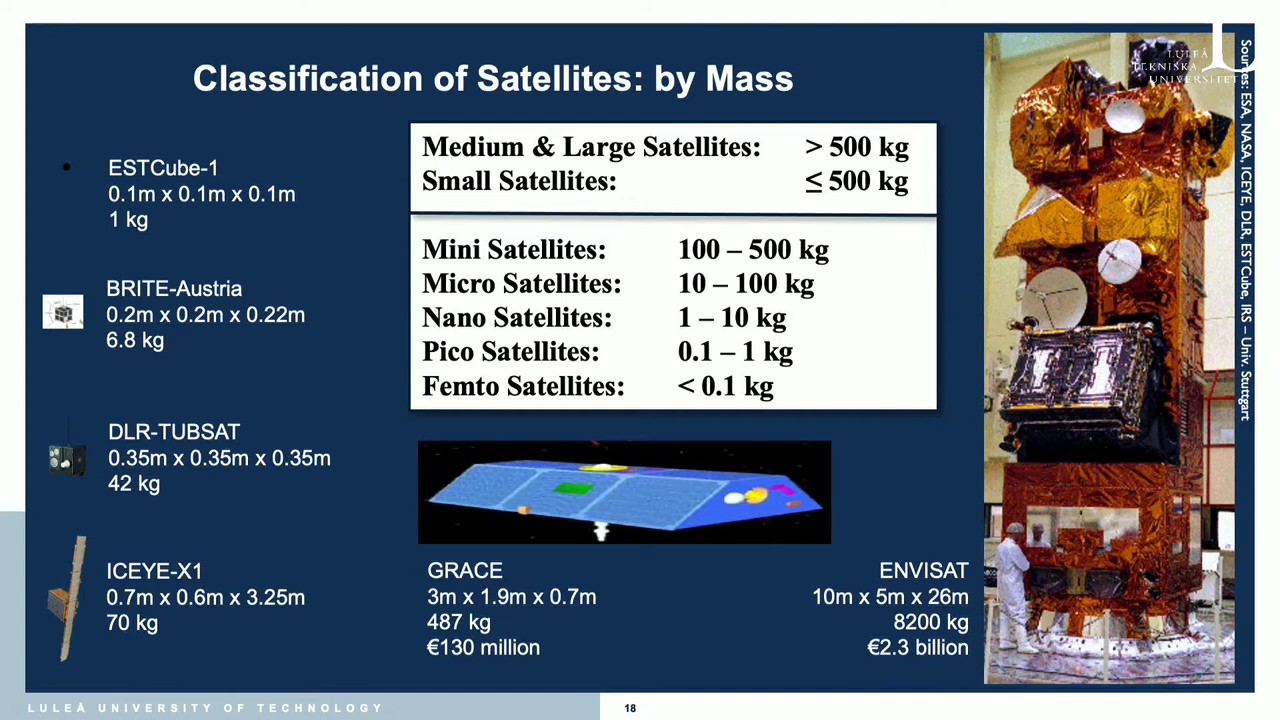 Classification of Satellites: by Mass
LULEÅ
TEKNISKA
UNIVERSITET
Sources: ESA, NASA, ICEYE, DLR, ESTCube, IRS – Univ. Stuttgart
• ESTCube-1
0.1m x 0.1m x 0.1m
1 kg
BRITE-Austria
0.2m x 0.2m x 0.22m
6.8 kg
DLR-TUBSAT
0.35m x 0.35m x 0.35m
42 kg
ICEYE-X1
0.7m x 0.6m x 3.25m
70 kg
Medium & Large Satellites: > 500 kg
Small Satellites: ≤ 500 kg
Mini Satellites: 100 – 500 kg
Micro Satellites: 10 – 100 kg
Nano Satellites: 1 – 10 kg
Pico Satellites: 0.1 – 1 kg
Femto Satellites: < 0.1 kg
GRACE
3m x 1.9m x 0.7m
487 kg
€130 million
ENVISAT
10m x 5m x 26m
8200 kg
€2.3 billion
LULEÅ UNIVERSITY OF TECHNOLOGY
18